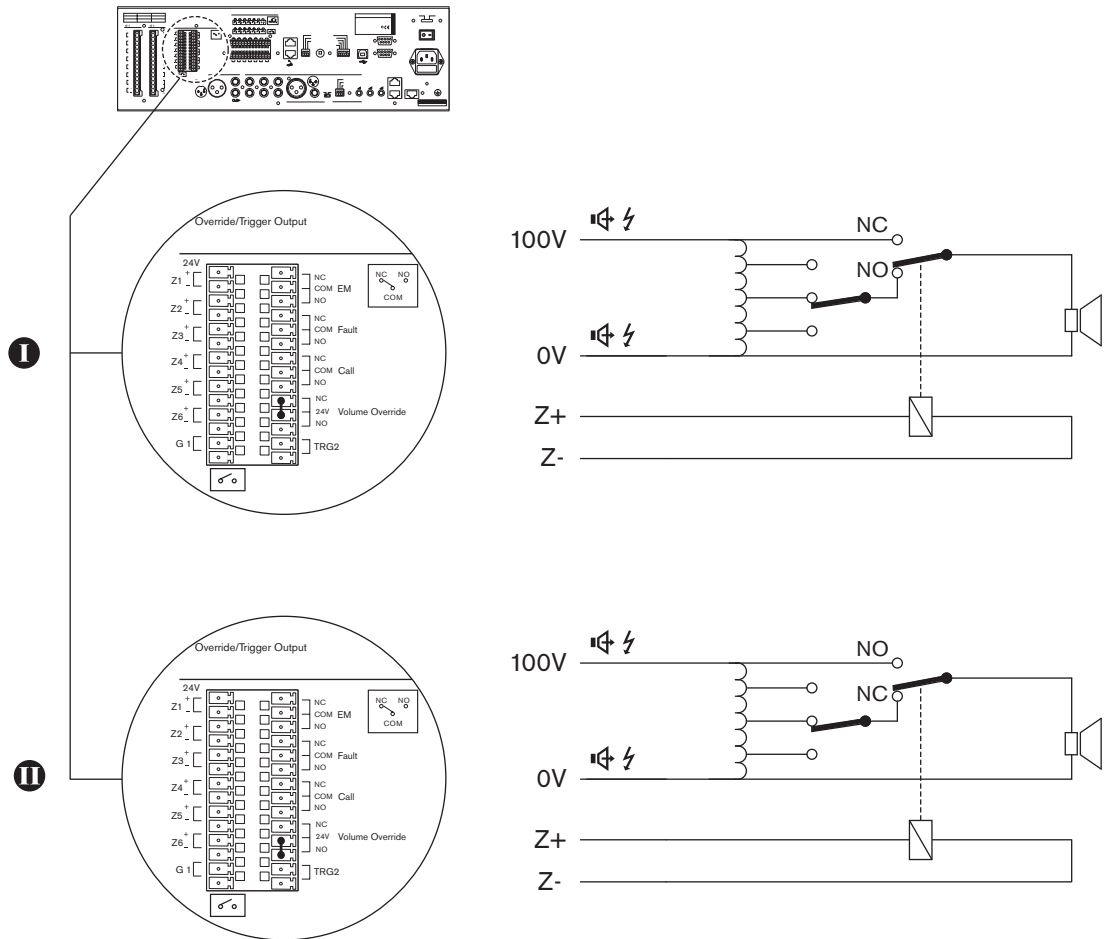 I
Override/Trigger Output
24V
Z1 + -
Z2 + -
Z3 + -
Z4 + -
Z5 + -
Z6 + -
G 1
NC
COM EM
NO
NC
COM Fault
NO
NC
COM Call
NO
NC
24V Volume Override
NO
TRG2
NC NO
COM
100V
NC
NO
0V
Z+
Z-
II
Override/Trigger Output
24V
Z1 + -
Z2 + -
Z3 + -
Z4 + -
Z5 + -
Z6 + -
G 1
NC
COM EM
NO
NC
COM Fault
NO
NC
COM Call
NO
NC
24V Volume Override
NO
TRG2
NC NO
COM
100V
NO
NC
0V
Z+
Z-